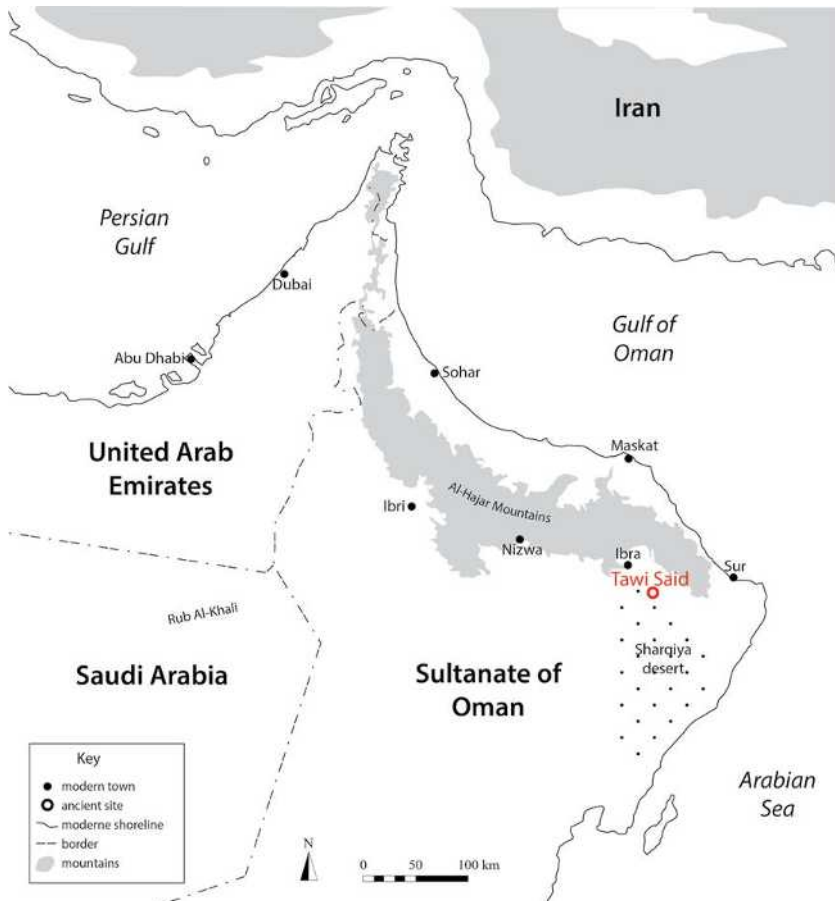 Iran
Persian
Gulf
Dubai
Gulf of
Oman
Abu Dhabi
Sohar
United Arab
Emirates
Maskat
Al-Hajar Mountains
Ibri
Nizwa
Ibra
Sur
Tawi Said
Rub Al-Khali
Sharqiya
desert
Saudi Arabia
Sultanate of
Oman
Key
modern town
ancient site
moderne shoreline
border
mountains
Arabian
Sea
N
0 50 100 km